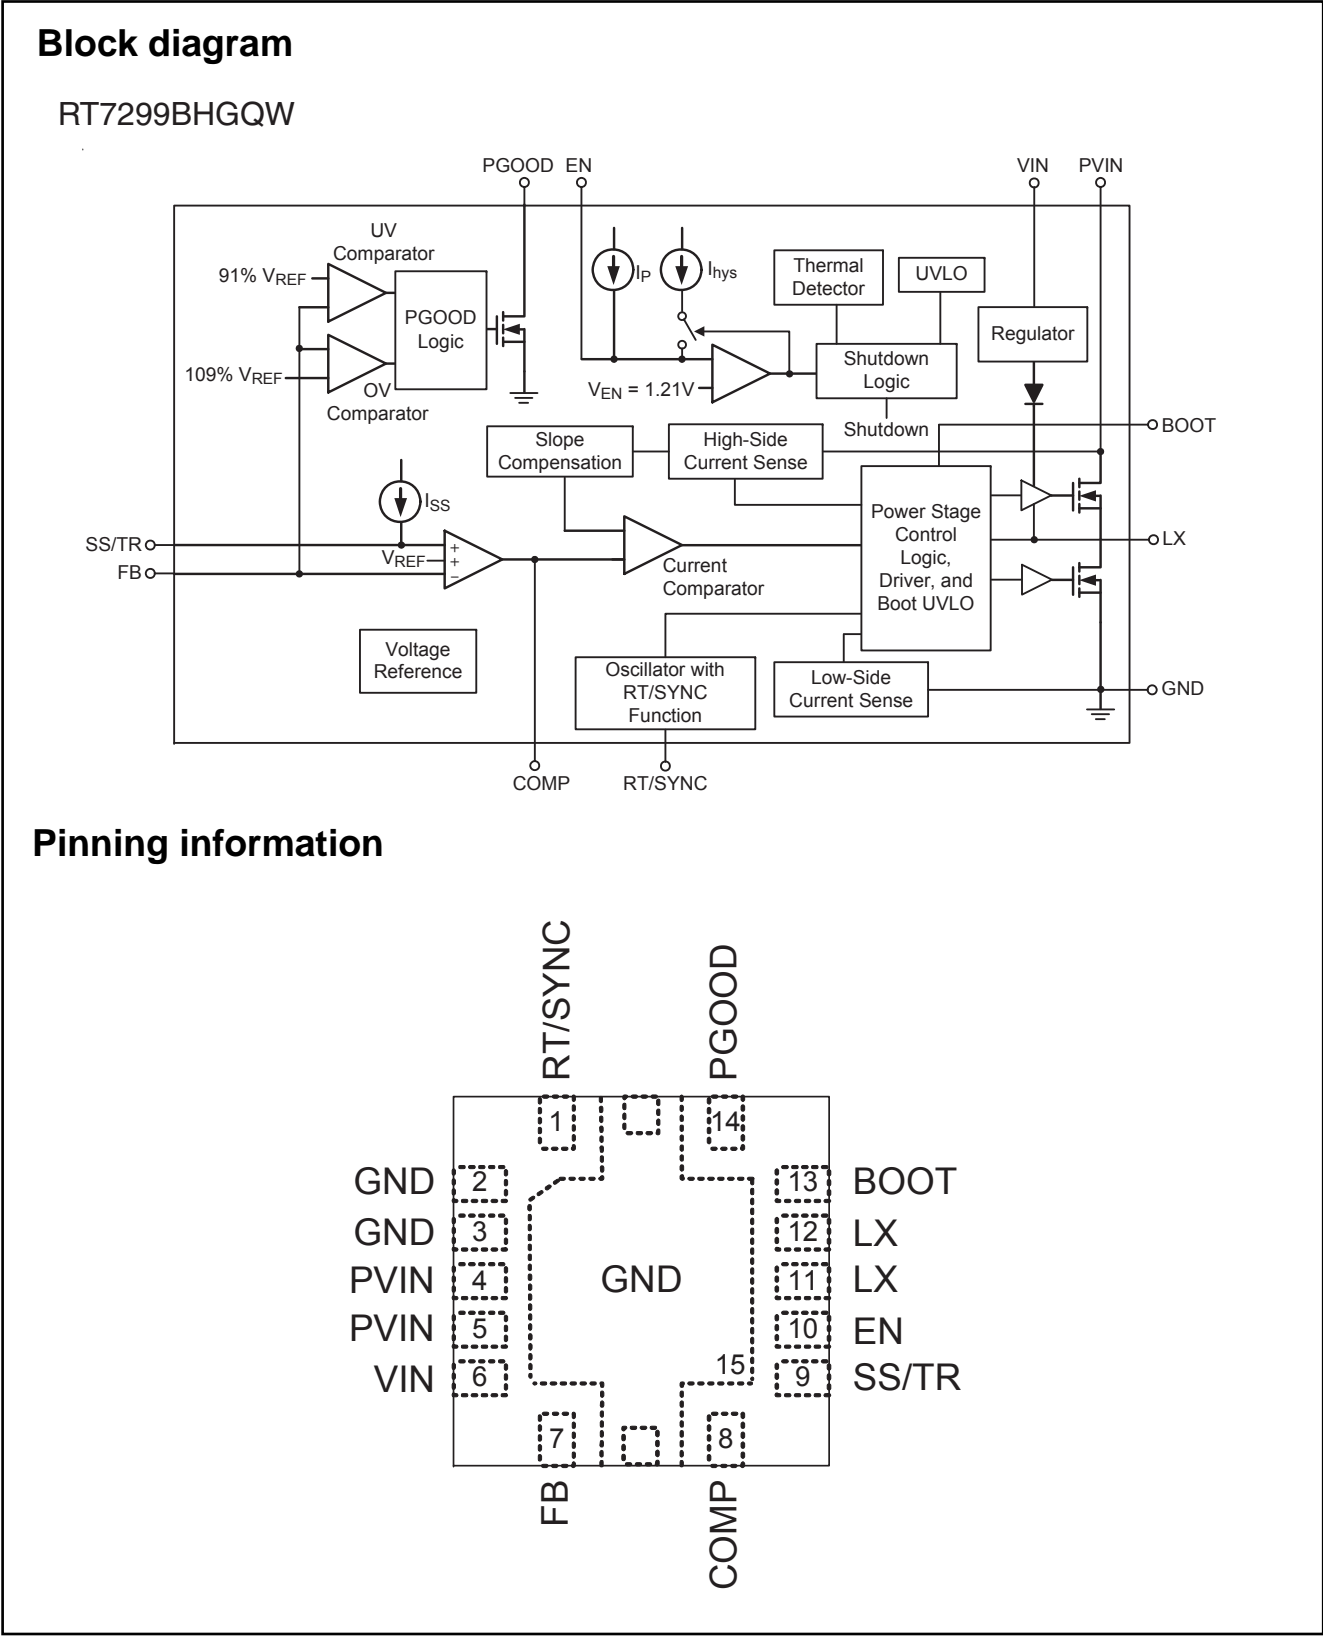 Block diagram
RT7299BHGQW
PGOOD EN VIN PVIN
UV
Comparator
91% VREF
PGOOD
Logic
109% VREF
OV
Comparator
IP
Ihys
Thermal
Detector
UVLO
Regulator
VEN = 1.21V
Shutdown
Logic
Shutdown
BOOT
Slope
Compensation
High-Side
Current Sense
ISS
Power Stage
Control
Logic,
Driver, and
Boot UVLO
SS/TR
VREF
+
+
−
FB
Current
Comparator
LX
Voltage
Reference
Oscillator with
RT/SYNC
Function
Low-Side
Current Sense
GND
COMP
RT/SYNC
Pinning information
RT/SYNC
PGOOD
1
14
GND 2
13 BOOT
GND 3
12 LX
PVIN 4
GND
11 LX
PVIN 5
10 EN
VIN 6
15
9 SS/TR
7
8
FB
COMP